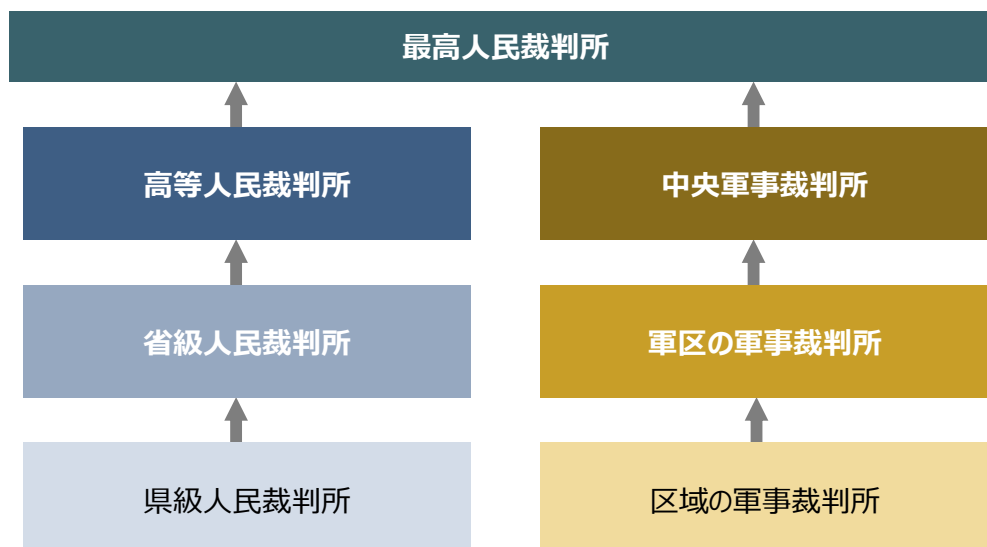 最高人民裁判所
高等人民裁判所
中央軍事裁判所
省級人民裁判所
軍区の軍事裁判所
県級人民裁判所
区域の軍事裁判所